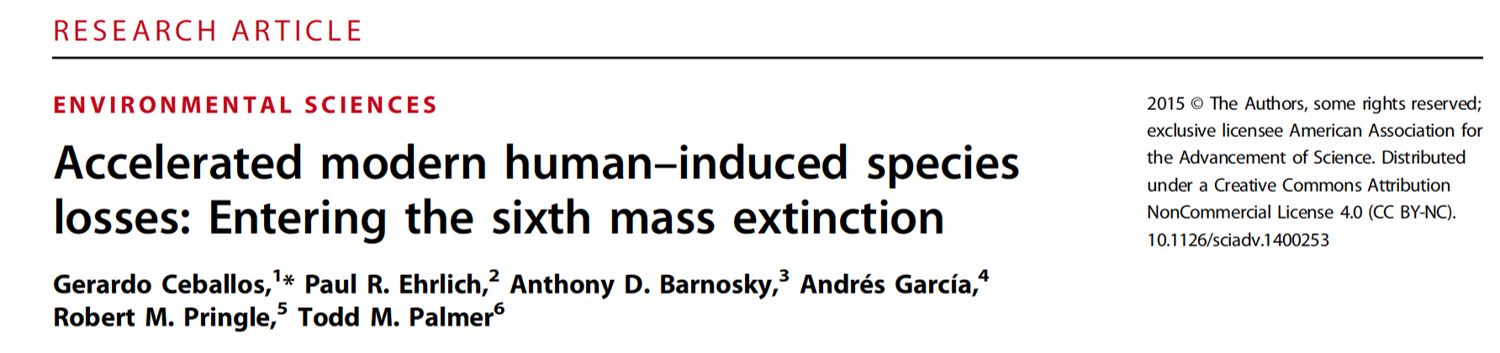 RESEARCH ARTICLE
ENVIRONMENTAL SCIENCES
Accelerated modern human–induced species
losses: Entering the sixth mass extinction
Gerardo Ceballos,¹* Paul R. Ehrlich,² Anthony D. Barnosky,³ Andrés García,⁴
Robert M. Pringle,⁵ Todd M. Palmer⁶
2015 © The Authors, some rights reserved;
exclusive licensee American Association for
the Advancement of Science. Distributed
under a Creative Commons Attribution
NonCommercial License 4.0 (CC BY-NC).
10.1126/sciadv.1400253